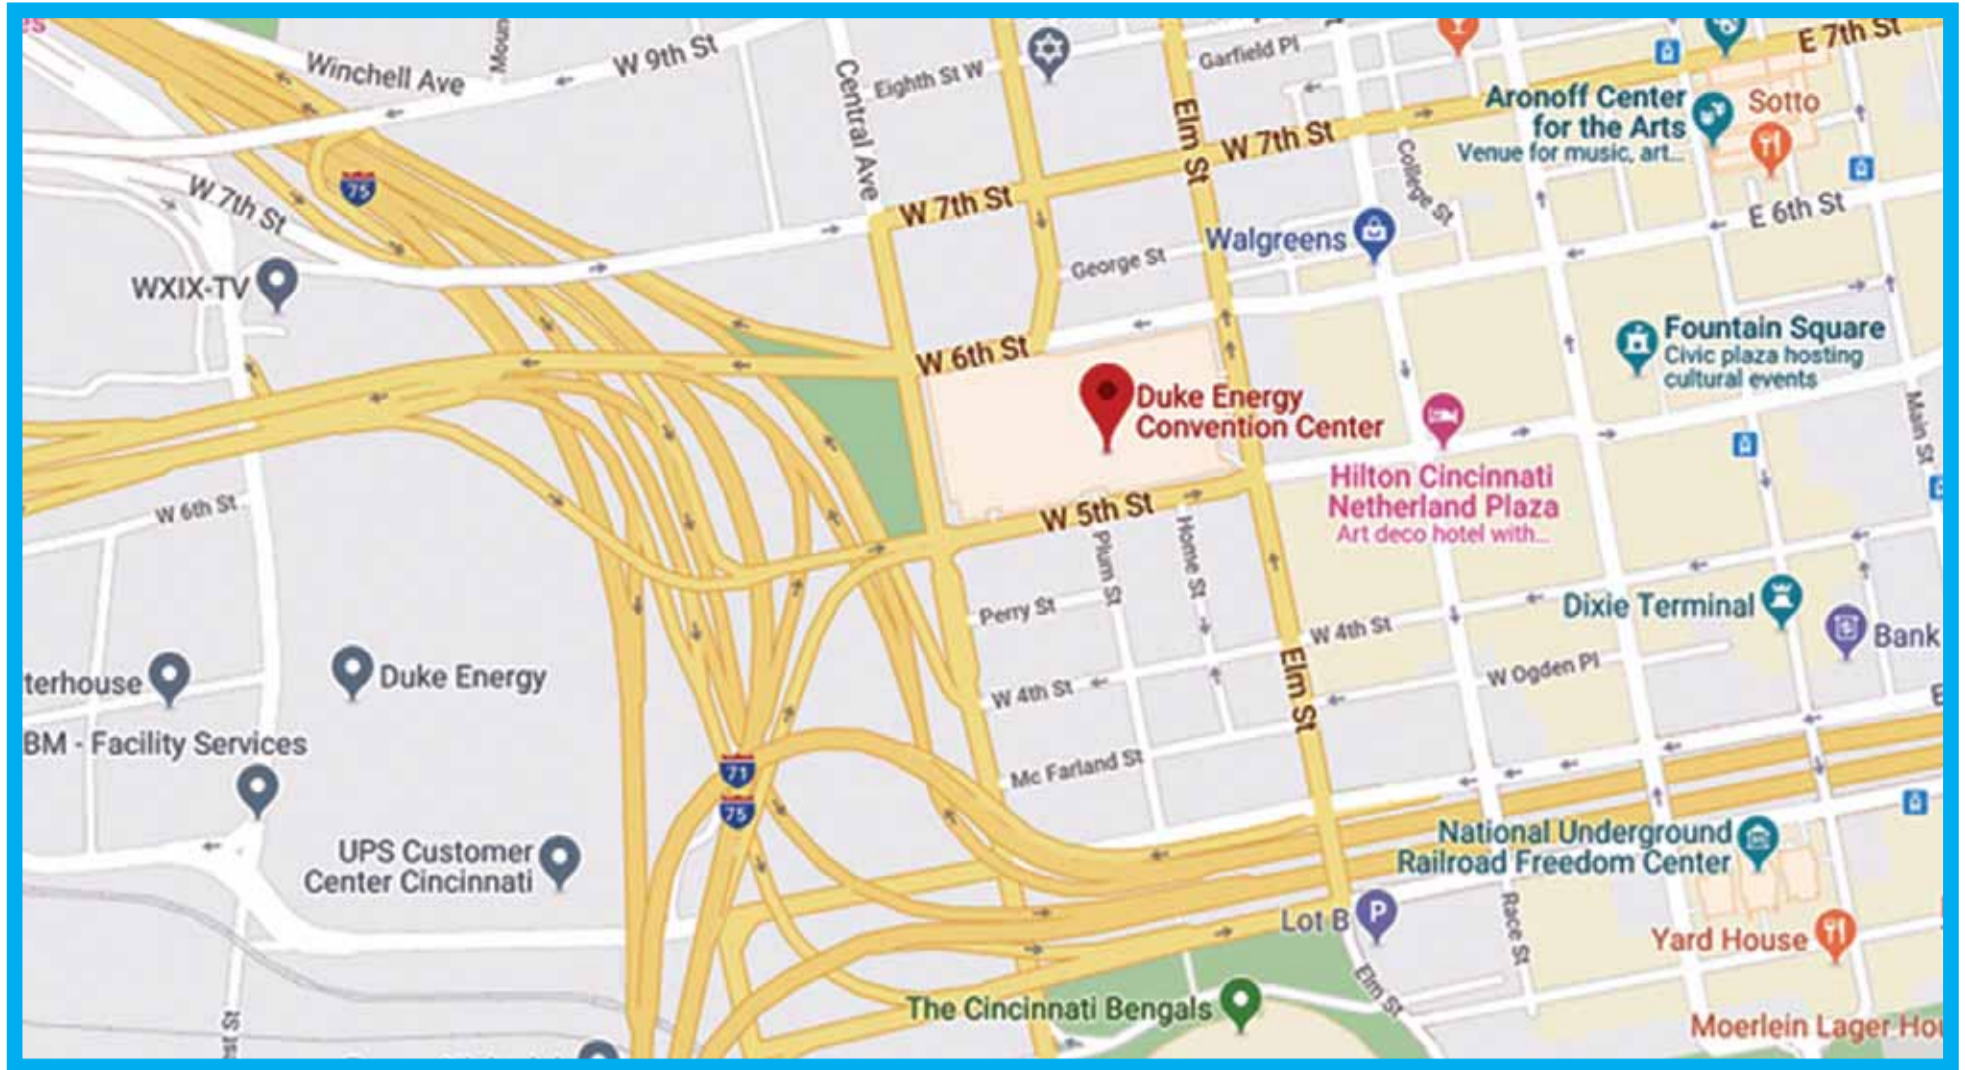 es
Winchell Ave
Moun
W 9th St
Central Ave
Eighth St W
Garfield Pl
E 7th St
Elm St
W 7th St
Aronoff Center
for the Arts
Venue for music, art...
Sotto
College St
W 7th St
75
W 7th St
E 6th St
Walgreens
George St
WXIX-TV
W 6th St
Fountain Square
Civic plaza hosting
cultural events
Duke Energy
Convention Center
Main St
Hilton Cincinnati
Netherland Plaza
Art deco hotel with...
W 6th St
W 5th St
Plum St
Home St
Perry St
Dixie Terminal
W 4th St
Bank
W 4th St
W Ogden Pl
Elm St
terhouse
Duke Energy
BM - Facility Services
Mc Farland St
71
75
E
National Underground
Railroad Freedom Center
UPS Customer
Center Cincinnati
Lot B
P
Race St
Yard House
Elm St
The Cincinnati Bengals
Moerlein Lager Hou